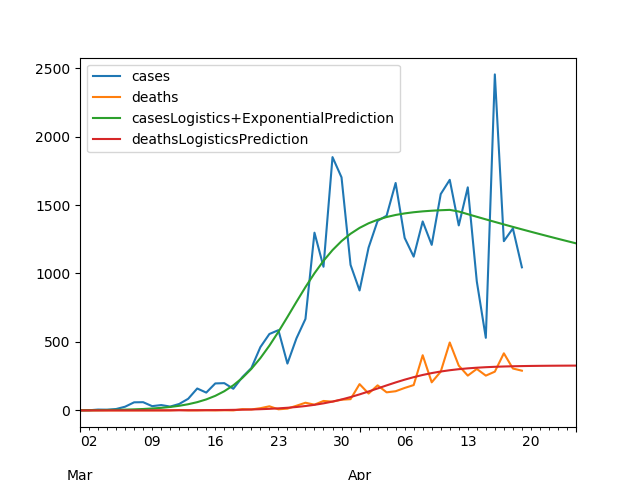 2500
2000
1500
1000
500
0
cases
deaths
casesLogistics+ExponentialPrediction
deathsLogisticsPrediction
02 09 16 23 30 06 13 20
Mar Apr